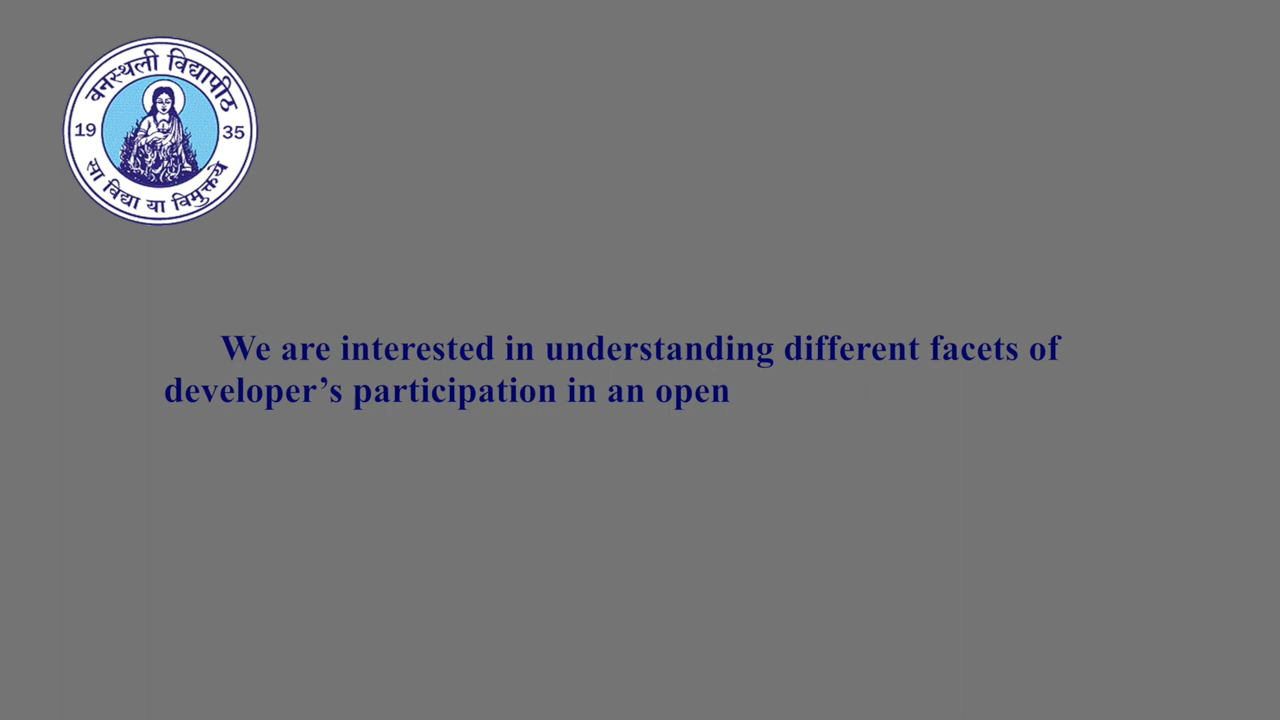 वनस्थली विद्यापीठ
19 35
सा विद्या या विमुक्तये
We are interested in understanding different facets of
developer’s participation in an open